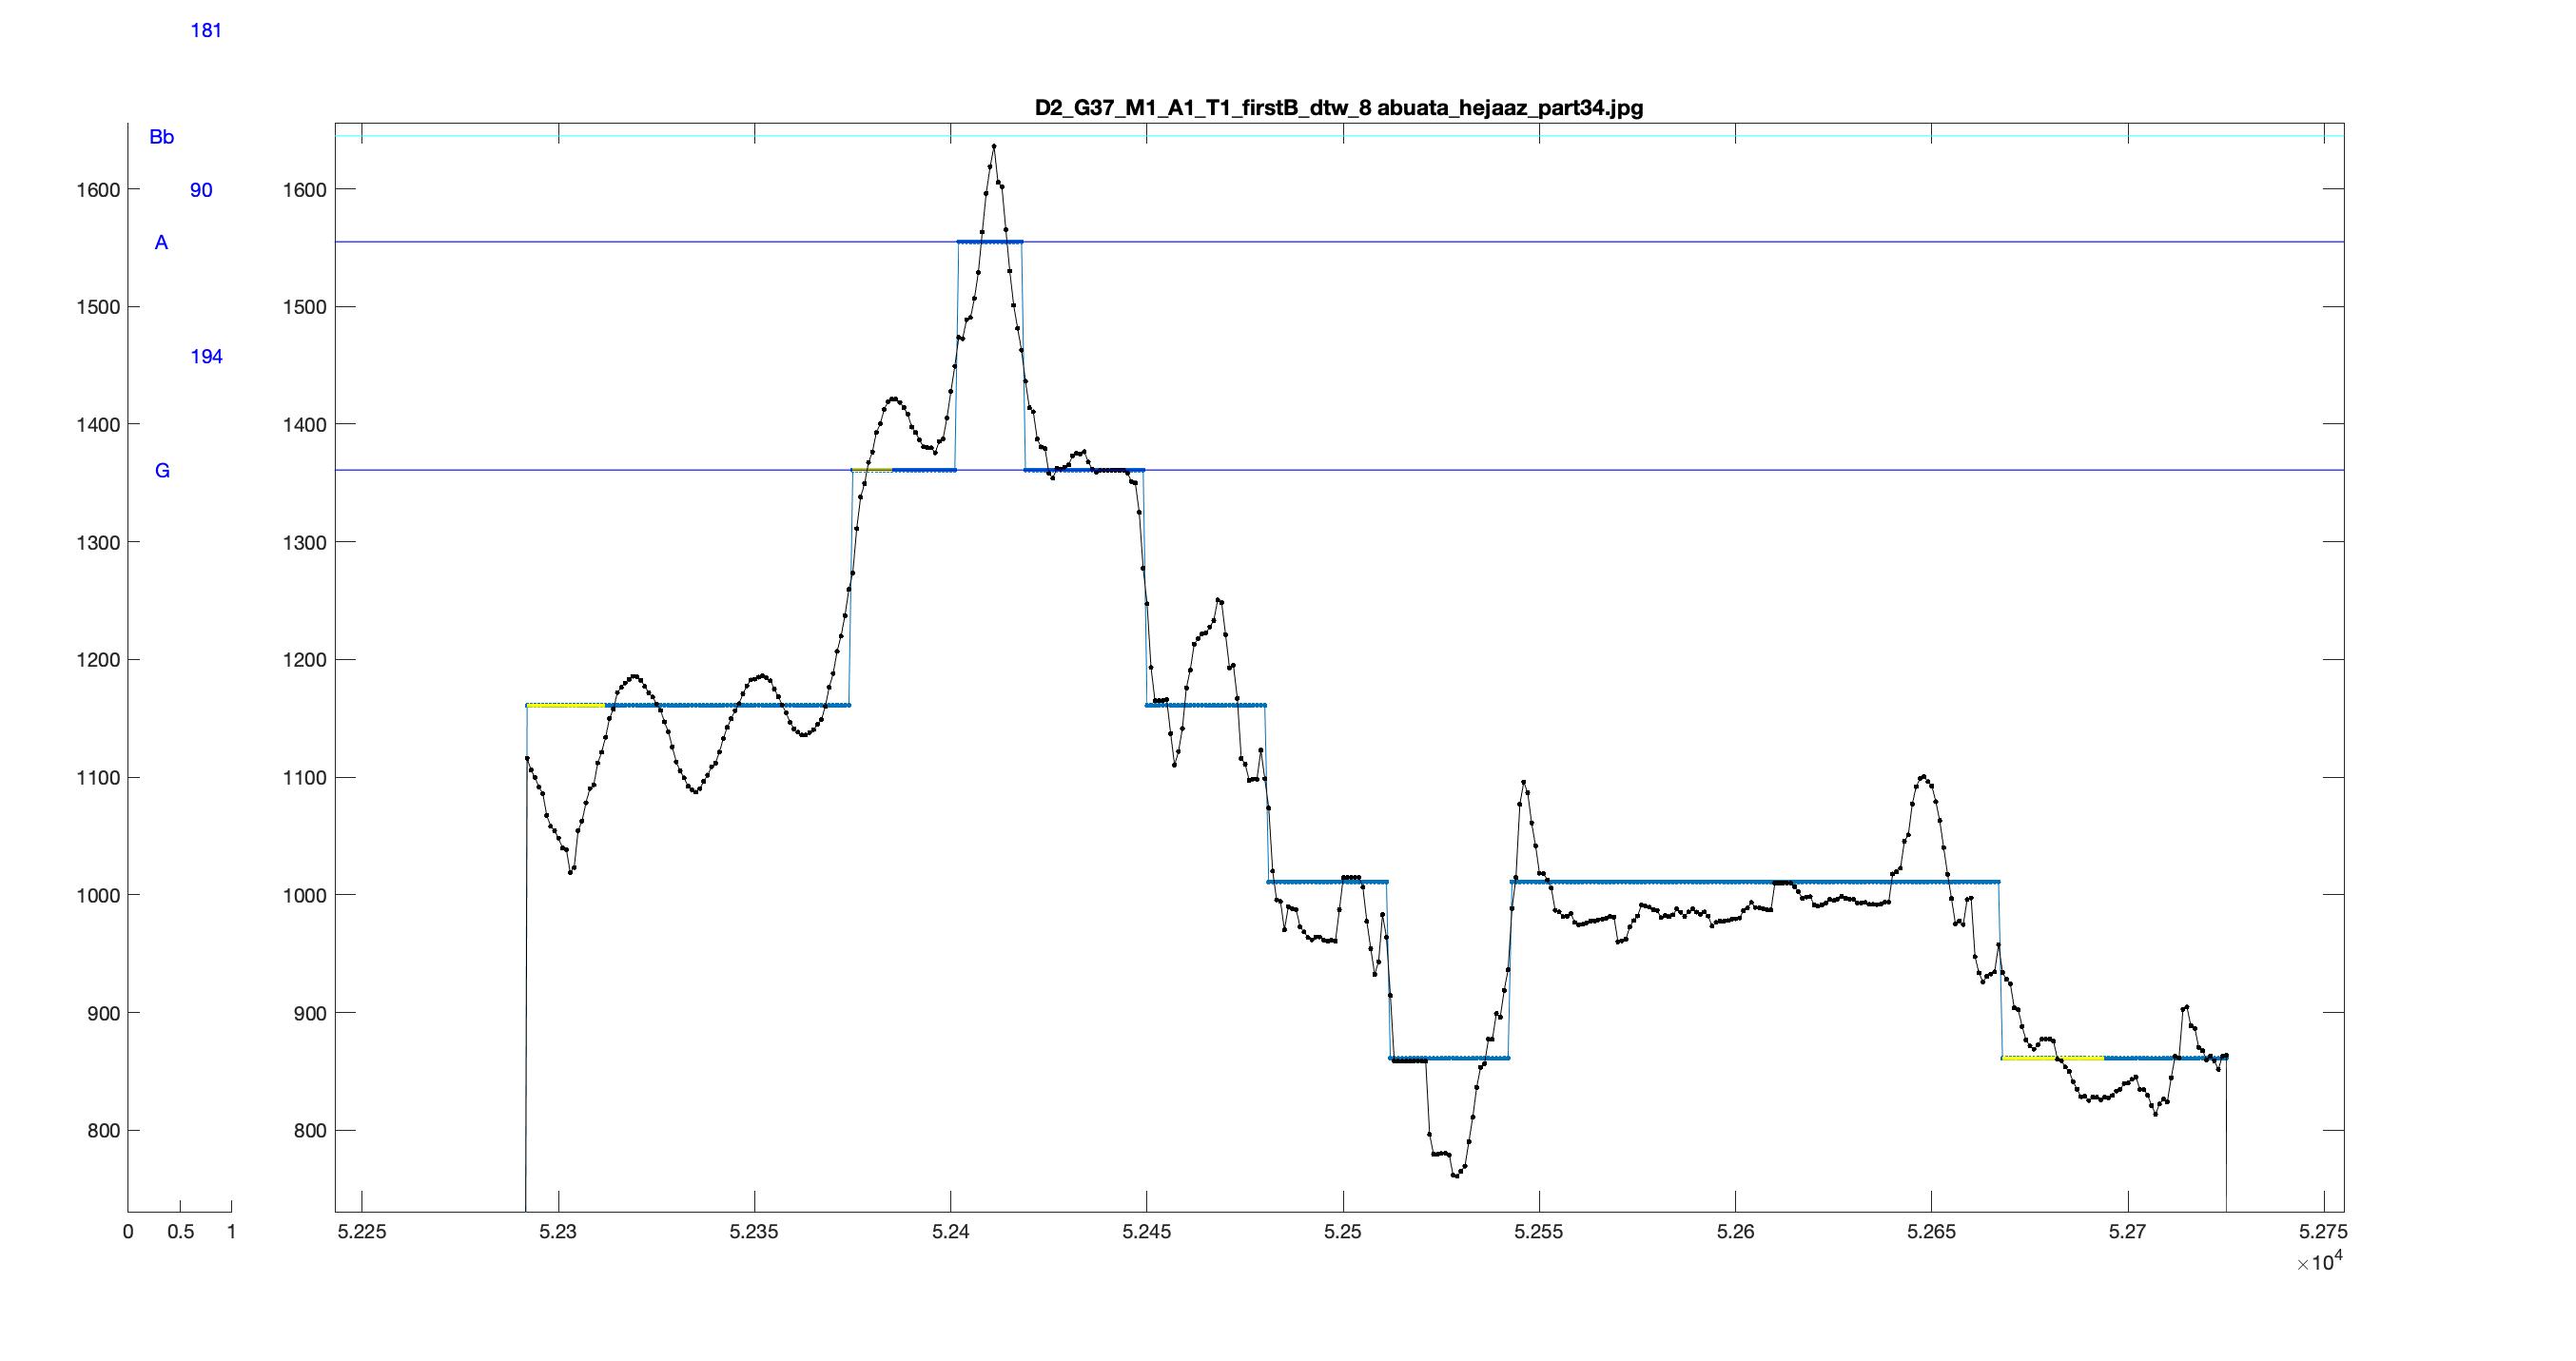 181
D2_G37_M1_A1_T1_firstB_dtw_8 abuata_hejaaz_part34.jpg
Bb
1600 90 1600
A
1500 1500
194
1400 1400
G
1300 1300
1200 1200
1100 1100
1000 1000
900 900
800 800
0 0.5 1 5.225 5.23 5.235 5.24 5.245 5.25 5.255 5.26 5.265 5.27 5.275
×10⁴